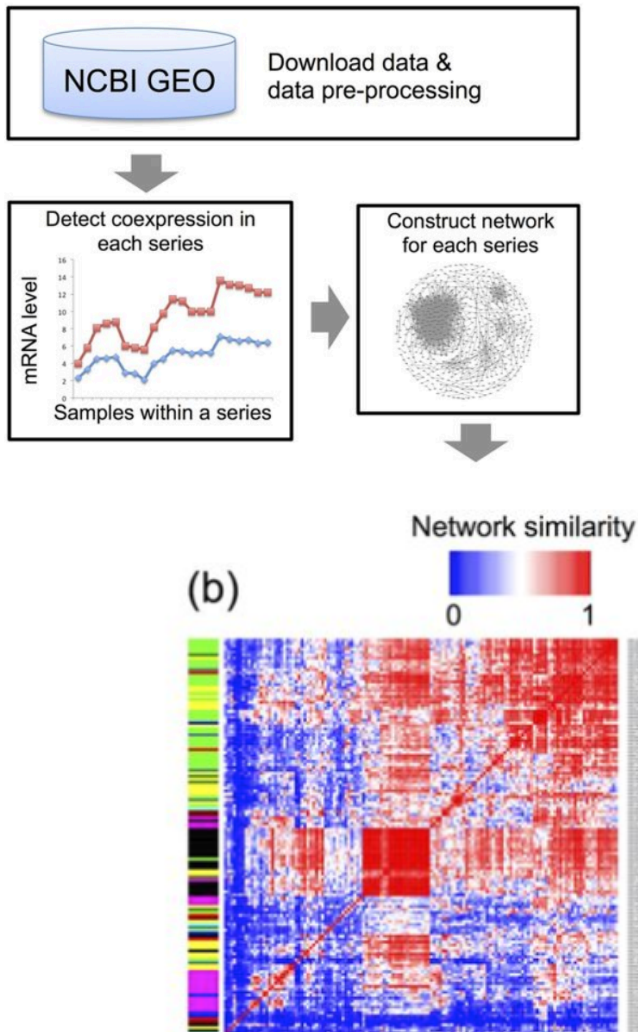 NCBI GEO
Download data &
data pre-processing
Detect coexpression in
each series
16
14
12
10
8
6
4
2
0
mRNA level
Samples within a series
Construct network
for each series
Network similarity
0 1
(b)